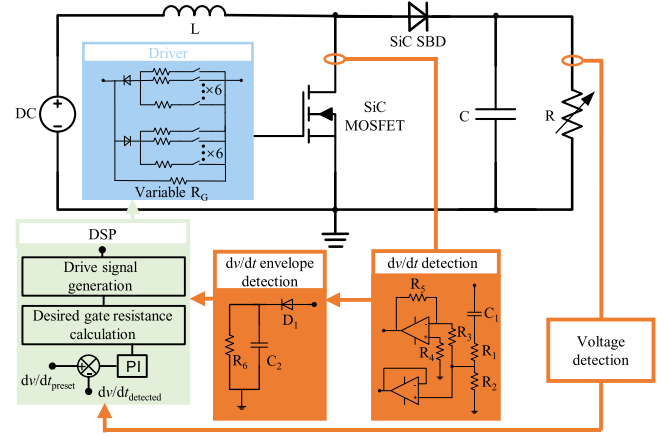 L
SiC SBD
Driver
×6
×6
Variable R_G
DC
SiC
MOSFET
C
R
DSP
Drive signal
generation
Desired gate resistance
calculation
PI
dv/dt_preset
dv/dt_detected
dv/dt envelope
detection
D_1
R_6
C_2
dv/dt detection
R_5
C_1
R_3
R_4
R_1
R_2
Voltage
detection